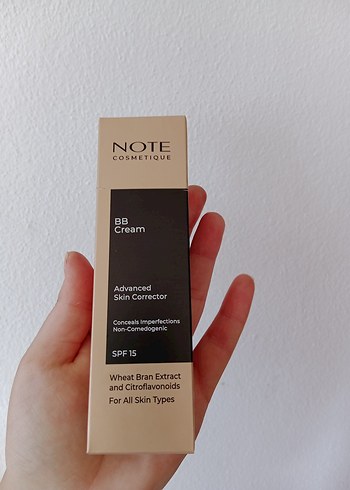 NOTE
COSMETIQUE
BB
Cream
Advanced
Skin Corrector
Conceals Imperfections
Non-Comedogenic
SPF 15
Wheat Bran Extract
and Citroflavonoids
For All Skin Types